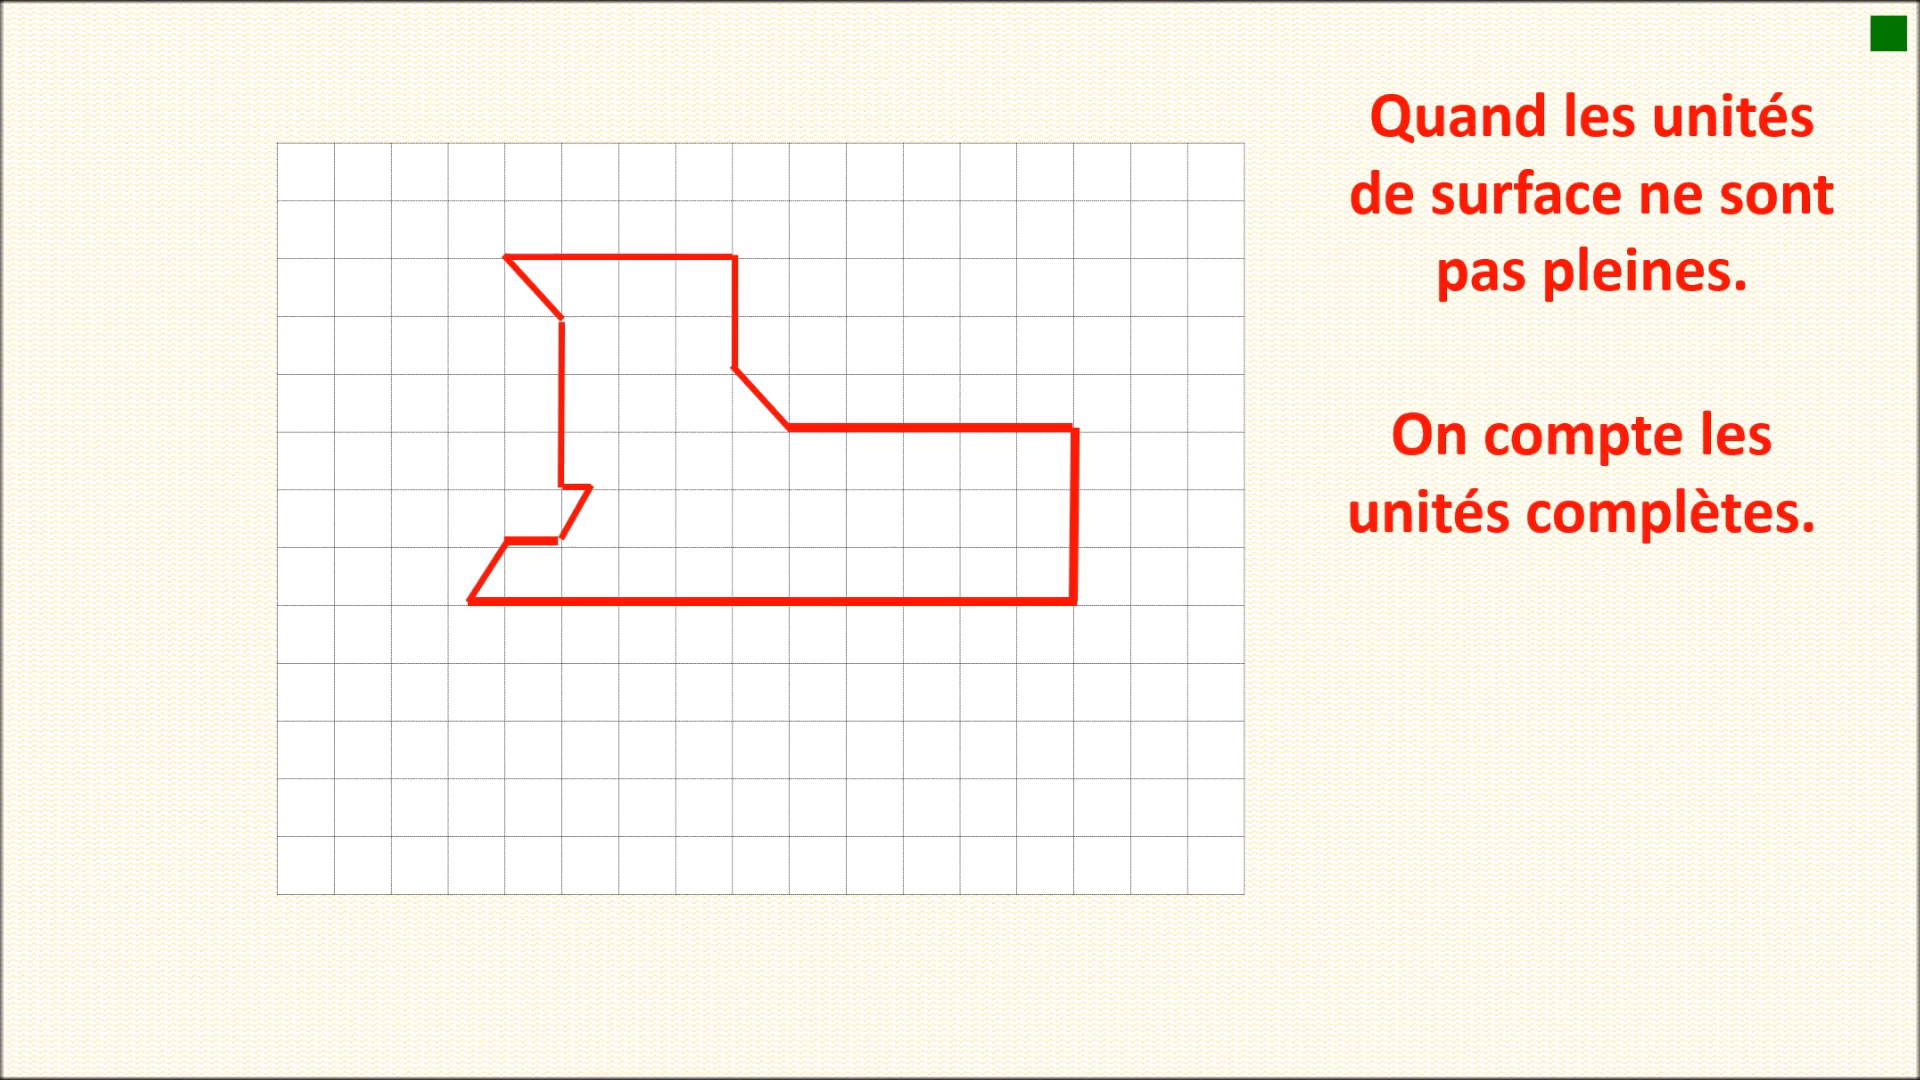 Quand les unités
de surface ne sont
pas pleines.
On compte les
unités complètes.